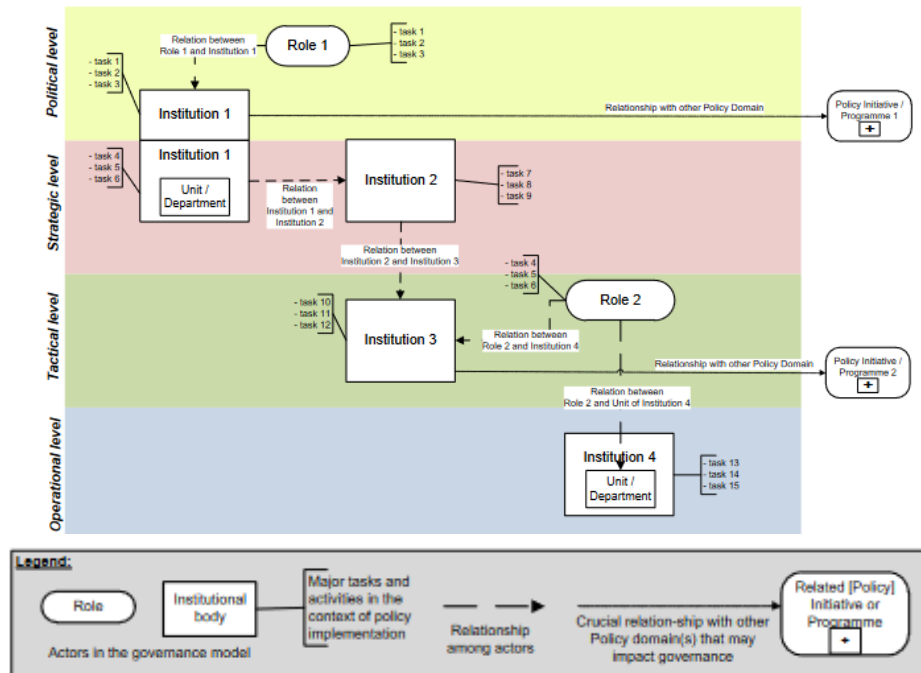 Political level
Relation between
Role 1 and Institution 1
Role 1
- task 1
- task 2
- task 3
- task 1
- task 2
- task 3
Institution 1
Relationship with other Policy Domain
Policy Initiative /
Programme 1
+
Strategic level
- task 4
- task 5
- task 6
Institution 1
Unit /
Department
Relation
between
Institution 1 and
Institution 2
Institution 2
- task 7
- task 8
- task 9
Relation between
Institution 2 and Institution 3
Tactical level
- task 10
- task 11
- task 12
Institution 3
- task 4
- task 5
- task 6
Role 2
Relation between
Role 2 and Institution 4
Relationship with other Policy Domain
Policy Initiative /
Programme 2
+
Relation between
Role 2 and Unit of Institution 4
Operational level
Institution 4
Unit /
Department
- task 13
- task 14
- task 15
Legend:
Role
Institutional
body
Actors in the governance model
Major tasks and
activities in the
context of policy
implementation
Relationship
among actors
Crucial relation-ship with other
Policy domain(s) that may
impact governance
Related [Policy]
Initiative or
Programme
+